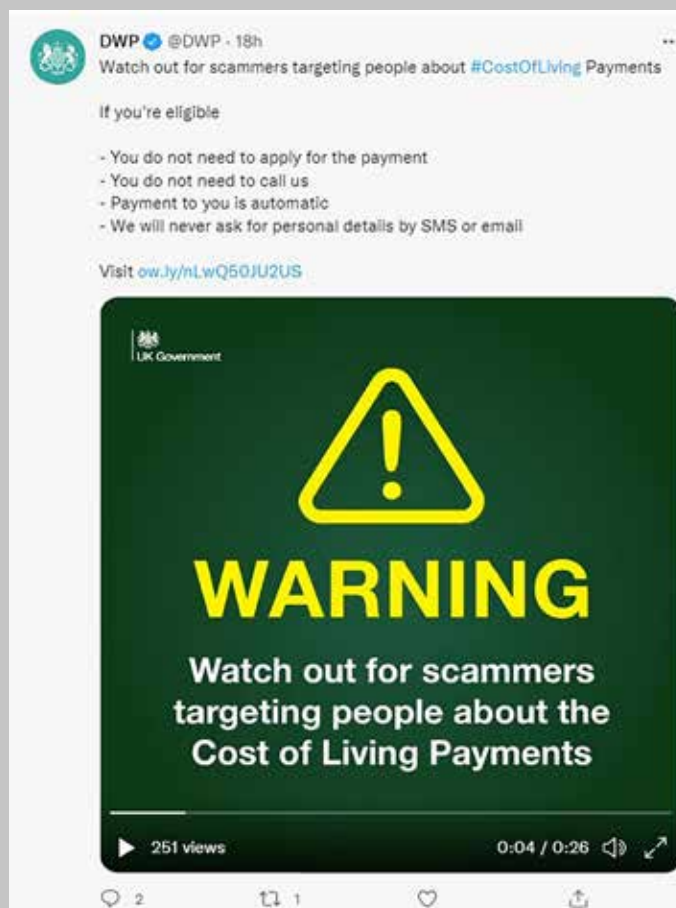 DWP @DWP · 18h
Watch out for scammers targeting people about #CostOfLiving Payments
If you're eligible
- You do not need to apply for the payment
- You do not need to call us
- Payment to you is automatic
- We will never ask for personal details by SMS or email
Visit ow.ly/nLwQ50JU2US
UK Government
WARNING
Watch out for scammers
targeting people about the
Cost of Living Payments
251 views 0:04 / 0:26
2 1